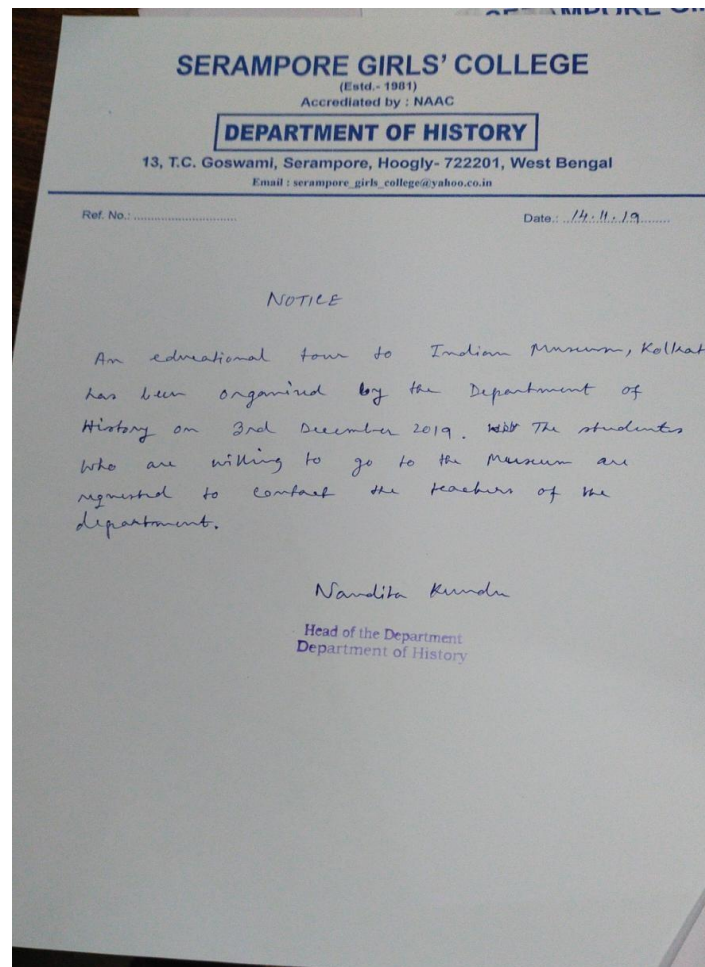 SERAMPORE GIRLS' COLLEGE
(Estd.- 1981)
Accrediated by : NAAC
DEPARTMENT OF HISTORY
13, T.C. Goswami, Serampore, Hoogly- 722201, West Bengal
Email : serampore_girls_college@yahoo.co.in
Ref. No.: ............................ Date.: 14.11.19
NOTICE
An educational tour to Indian Museum, Kolkat
has been organized by the Department of
History on 3rd December 2019. The students
who are willing to go to the Museum are
requested to contact the teachers of the
department.
Nandita Kundu
Head of the Department
Department of History